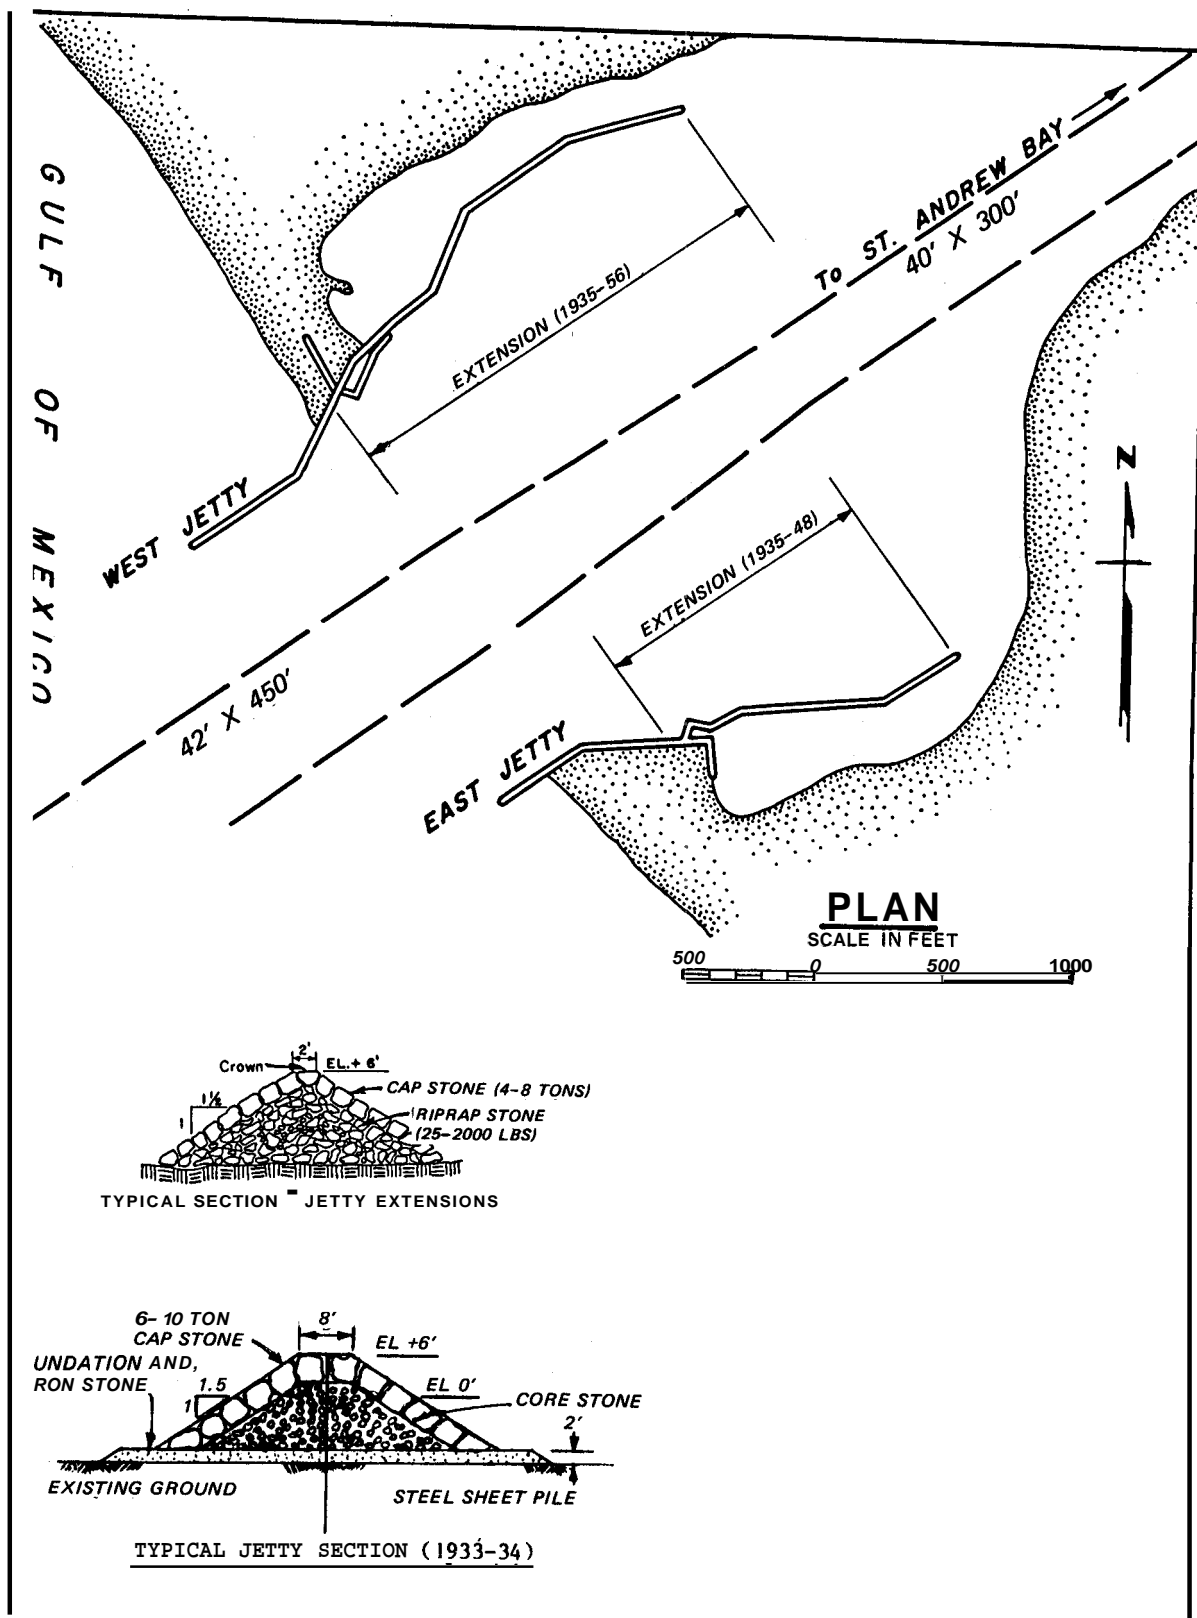 GULF OF MEXICO
To ST. ANDREW BAY
40' X 300'
EXTENSION (1935-56)
WEST JETTY
N
EXTENSION (1935-48)
42' X 450'
EAST JETTY
PLAN
SCALE IN FEET
500 0 500 1000
2'
Crown
EL.+ 6'
CAP STONE (4-8 TONS)
1½
1
RIPRAP STONE
(25-2000 LBS)
TYPICAL SECTION - JETTY EXTENSIONS
6-10 TON
CAP STONE
8'
EL +6'
UNDATION AND,
RON STONE
1.5
1
EL 0'
CORE STONE
2'
EXISTING GROUND
STEEL SHEET PILE
TYPICAL JETTY SECTION (1933-34)